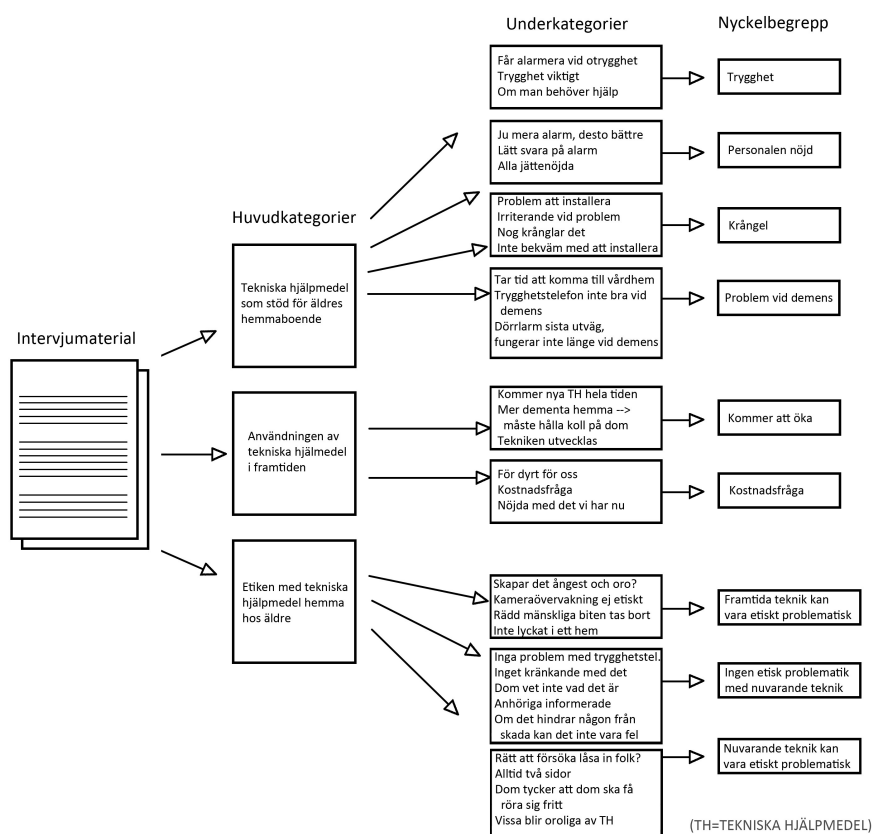 Underkategorier
Nyckelbegrepp
Får alarmera vid otrygghet
Trygghet viktigt
Om man behöver hjälp
Trygghet
Ju mera alarm, desto bättre
Lätt svara på alarm
Alla jättenöjda
Personalen nöjd
Huvudkategorier
Problem att installera
Irriterande vid problem
Nog krånglar det
Inte bekväm med att installera
Krångel
Tekniska hjälpmedel
som stöd för äldres
hemmaboende
Tar tid att komma till vårdhem
Trygghetstelefon inte bra vid
demens
Dörrlarm sista utväg,
fungerar inte länge vid demens
Problem vid demens
Intervjumaterial
Användningen av
tekniska hjälmedel
i framtiden
Kommer nya TH hela tiden
Mer dementa hemma -->
måste hålla koll på dom
Tekniken utvecklas
Kommer att öka
För dyrt för oss
Kostnadsfråga
Nöjda med det vi har nu
Kostnadsfråga
Etiken med tekniska
hjälpmedel hemma
hos äldre
Skapar det ångest och oro?
Kameraövervakning ej etiskt
Rädd mänskliga biten tas bort
Inte lyckat i ett hem
Framtida teknik kan
vara etiskt problematisk
Inga problem med trygghetstel.
Inget kränkande med det
Dom vet inte vad det är
Anhöriga informerade
Om det hindrar någon från
skada kan det inte vara fel
Ingen etisk problematik
med nuvarande teknik
Rätt att försöka låsa in folk?
Alltid två sidor
Dom tycker att dom ska få
röra sig fritt
Vissa blir oroliga av TH
Nuvarande teknik kan
vara etiskt problematisk
(TH=TEKNISKA HJÄLPMEDEL)